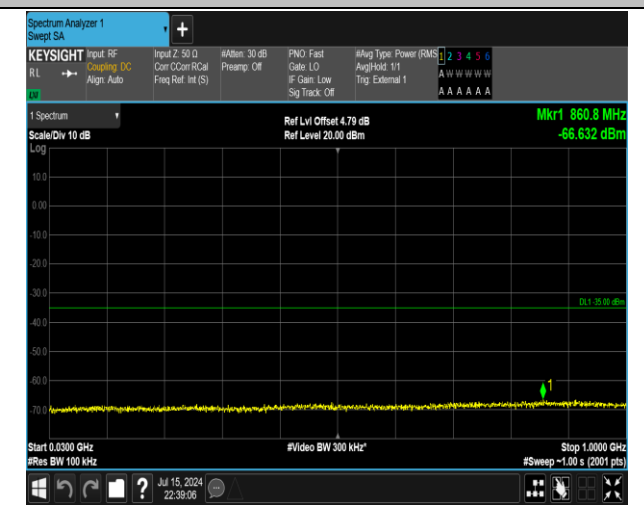 Spectrum Analyzer 1
Swept SA
+
KEYSIGHT Input: RF Input Z: 50 Ω #Atten: 30 dB PNO: Fast #Avg Type: Power (RMS 1 2 3 4 5 6
RL Coupling: DC Corr CCorr RCal Preamp: Off Gate: LO Avg|Hold: 1/1 A W W W W W
Align: Auto Freq Ref: Int (S) IF Gain: Low Trig: External 1
Sig Track: Off A A A A A A
1 Spectrum Ref Lvl Offset 4.79 dB Mkr1 860.8 MHz
Scale/Div 10 dB Ref Level 20.00 dBm -66.632 dBm
Log
10.0
0.00
-10.0
-20.0
-30.0
DL1 -35.00 dBm
-40.0
-50.0
-60.0
1
-70.0
Start 0.0300 GHz #Video BW 300 kHz* Stop 1.0000 GHz
#Res BW 100 kHz #Sweep ~1.00 s (2001 pts)
? Jul 15, 2024
22:39:06